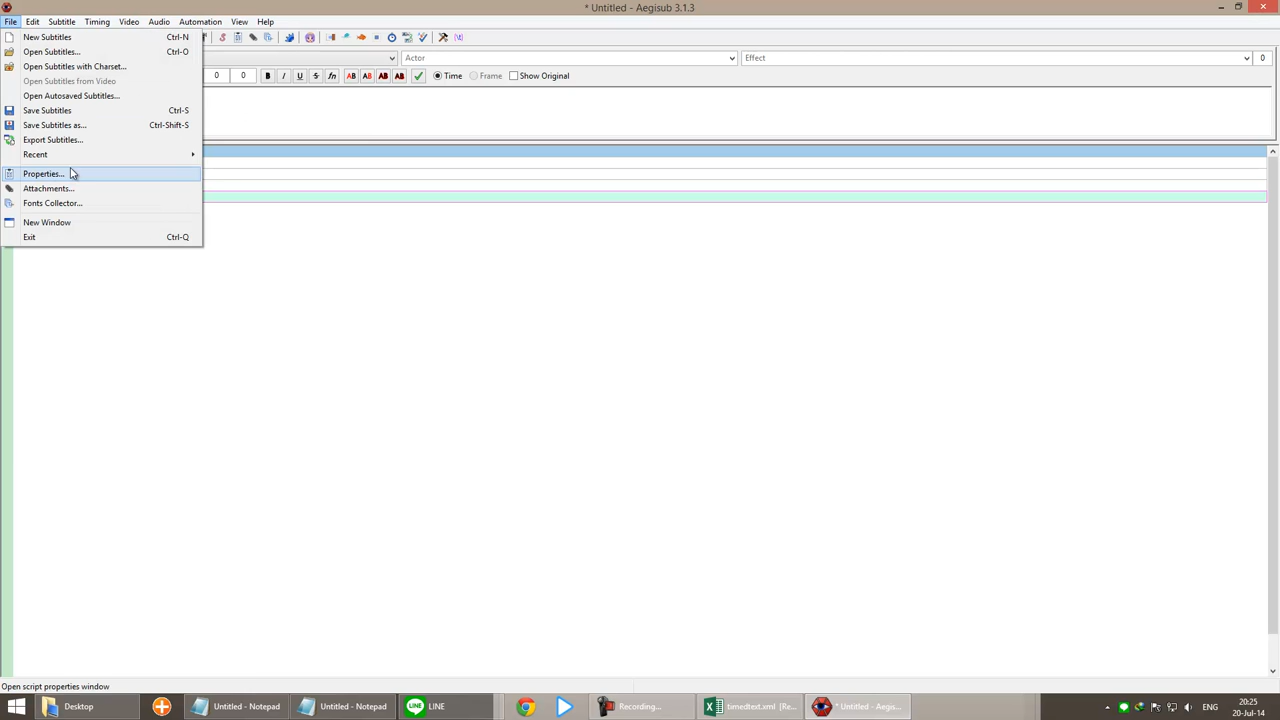 * Untitled - Aegisub 3.1.3
File Edit Subtitle Timing Video Audio Automation View Help
New Subtitles Ctrl-N
Open Subtitles... Ctrl-O
Open Subtitles with Charset...
Open Subtitles from Video
Open Autosaved Subtitles...
Save Subtitles Ctrl-S
Save Subtitles as... Ctrl-Shift-S
Export Subtitles...
Recent
Properties...
Attachments...
Fonts Collector...
New Window
Exit Ctrl-Q
Actor Effect 0
0 0 B I U S fn AB AB AB AB Time Frame Show Original
Open script properties window
Desktop Untitled - Notepad Untitled - Notepad LINE Recording... timedtext.xml [Re... * Untitled - Aegis... ENG
20:25
20-Jul-14